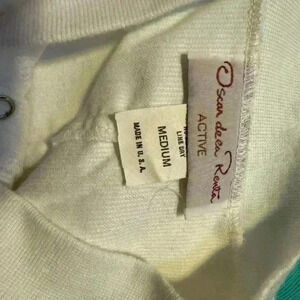 Oscar de la Renta
ACTIVE
LINE DRY
MEDIUM
MADE IN U.S.A.